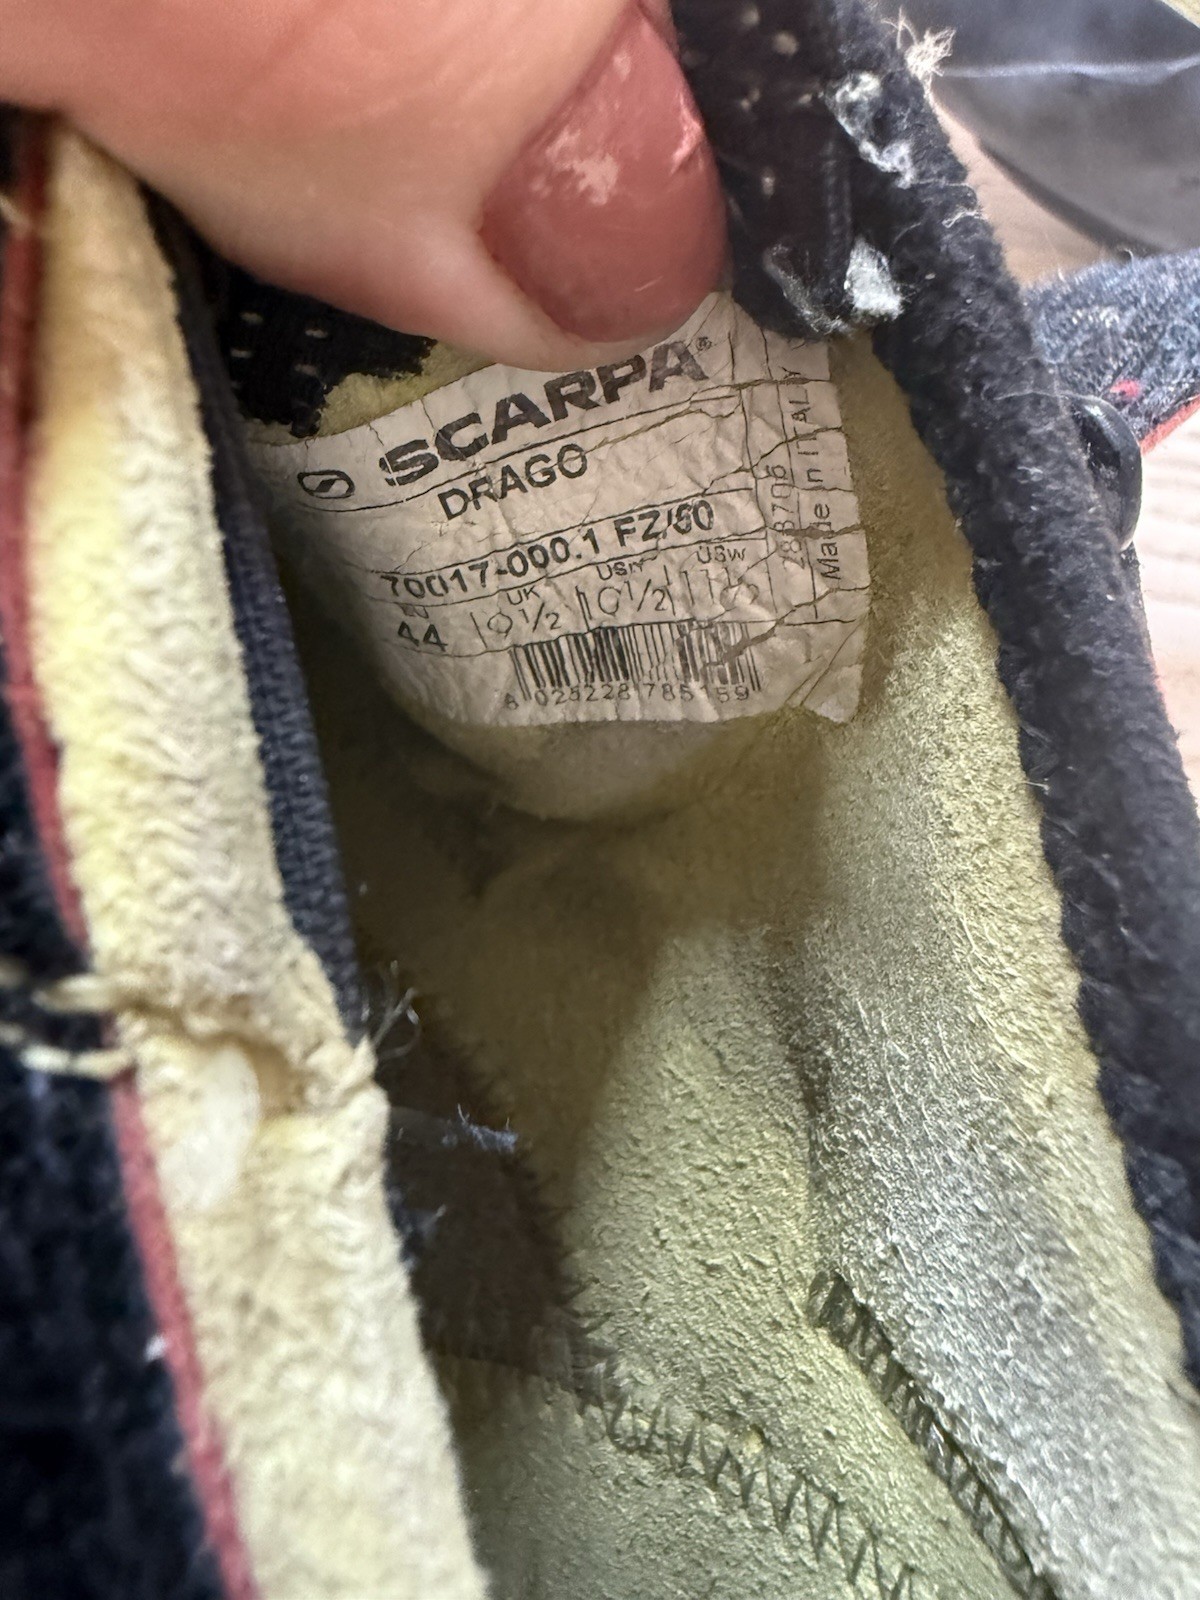 SCARPA®
DRAGO
70017-000.1 FZ/60
EU UK USM USW
44 10 1/2 11 1/2
8 025228 785159
Made in ITALY